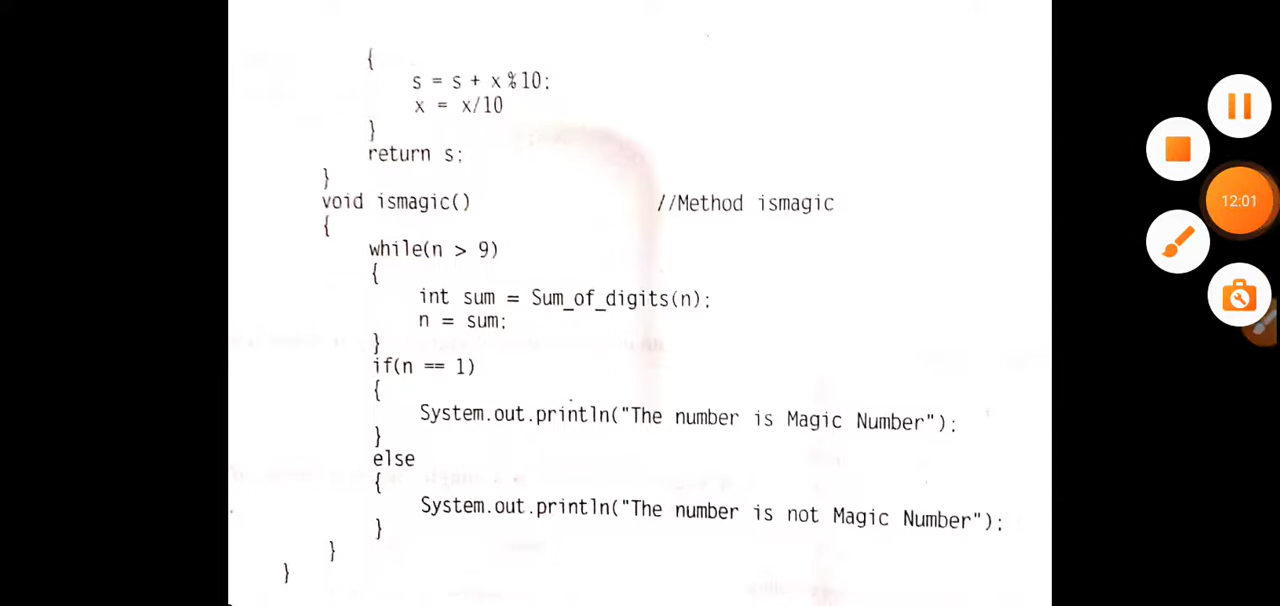 {
s = s + x%10;
x = x/10
}
return s;
}
void ismagic() //Method ismagic
{
while(n > 9)
{
int sum = Sum_of_digits(n);
n = sum;
}
if(n == 1)
{
System.out.println("The number is Magic Number");
}
else
{
System.out.println("The number is not Magic Number");
}
}
}
12:01